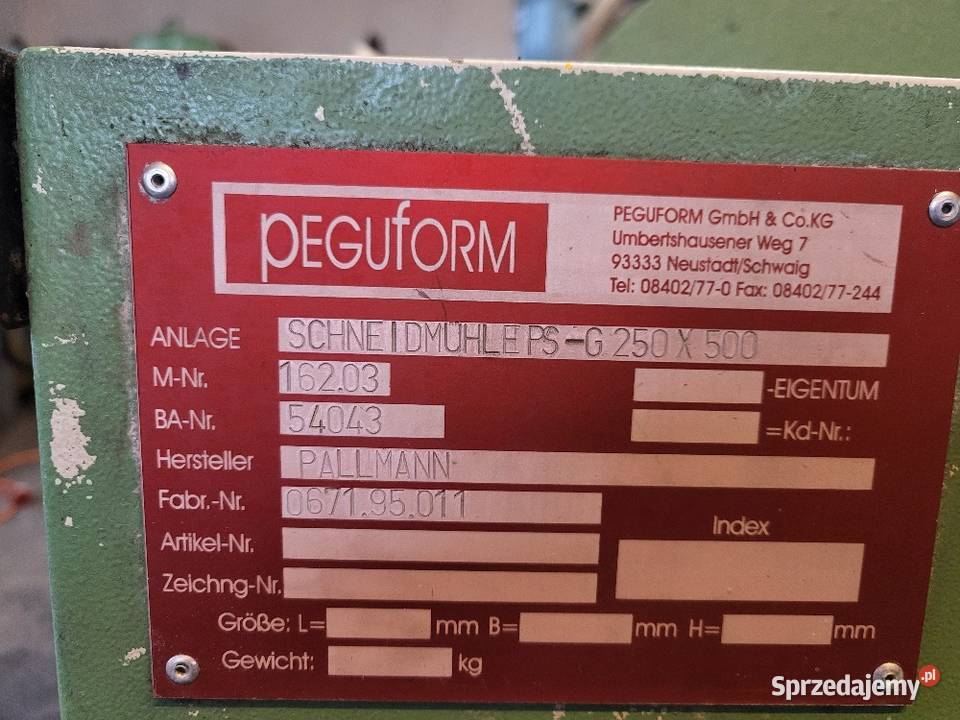 PEGUFORM
PEGUFORM GmbH & Co.KG
Umbertshausener Weg 7
93333 Neustadt/Schwaig
Tel: 08402/77-0 Fax: 08402/77-244
ANLAGE SCHNEIDMÜHLE PS-G 250 X 500
M-Nr. 162.03 -EIGENTUM
BA-Nr. 54043 =Kd-Nr.:
Hersteller PALLMANN
Fabr.-Nr. 0671.95.011
Index
Artikel-Nr.
Zeichng-Nr.
Größe: L= mm B= mm H= mm
Gewicht: kg
Sprzedajemy.pl